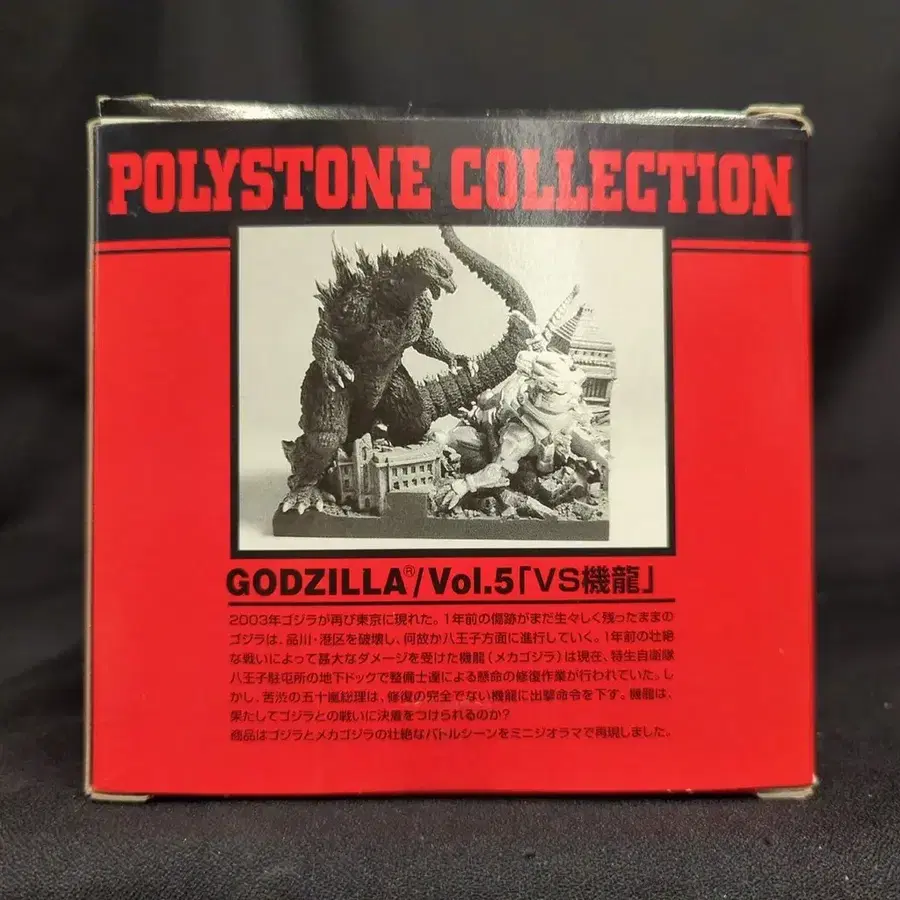 POLYSTONE COLLECTION
GODZILLA®/Vol.5「VS機龍」
2003年ゴジラが再び東京に現れた。1年前の傷跡がまだ生々しく残ったままの
ゴジラは、品川・港区を破壊し、何故か八王子方面に進行していく。1年前の壮絶
な戦いによって甚大なダメージを受けた機龍(メカゴジラ)は現在、特生自衛隊
八王子駐屯所の地下ドックで整備士達による懸命の修復作業が行われていた。し
かし、苦渋の五十嵐総理は、修復の完全でない機龍に出撃命令を下す。機龍は、
果たしてゴジラとの戦いに決着をつけられるのか?
商品はゴジラとメカゴジラの壮絶なバトルシーンをミニジオラマで再現しました。